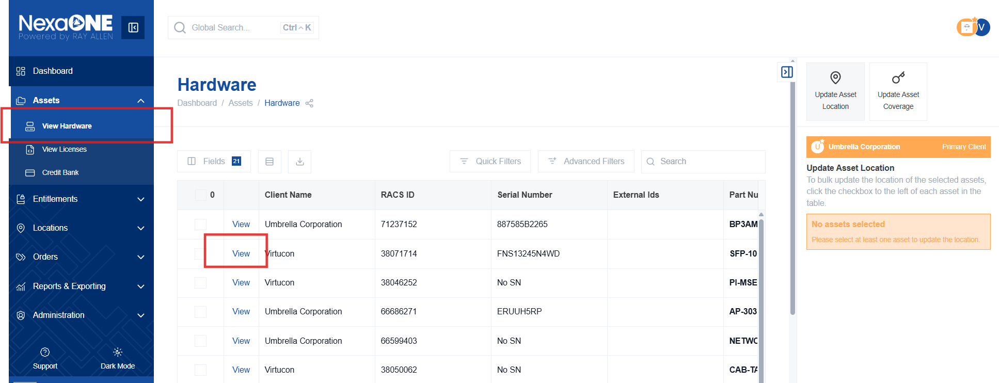 NexaONE
Powered by RAY ALLEN
Global Search...
Ctrl ^ K
V
Dashboard
Assets
View Hardware
View Licenses
Credit Bank
Entitlements
Locations
Orders
Reports & Exporting
Administration
Support
Dark Mode
Hardware
Dashboard / Assets / Hardware
Fields 21
Quick Filters
Advanced Filters
Search
0 Client Name RACS ID Serial Number External Ids Part Nu
View Umbrella Corporation 71237152 887585B2265 BP3AM
View Virtucon 38071714 FNS13245N4WD SFP-10
View Virtucon 38046252 No SN PI-MSE
View Umbrella Corporation 66686271 ERUUH5RP AP-303
View Umbrella Corporation 66599403 No SN NETWO
View Virtucon 38050062 No SN CAB-TA
Update Asset
Location
Update Asset
Coverage
U Umbrella Corporation Primary Client
Update Asset Location
To bulk update the location of the selected assets,
click the checkbox to the left of each asset in the
table.
No assets selected
Please select at least one asset to update the location.